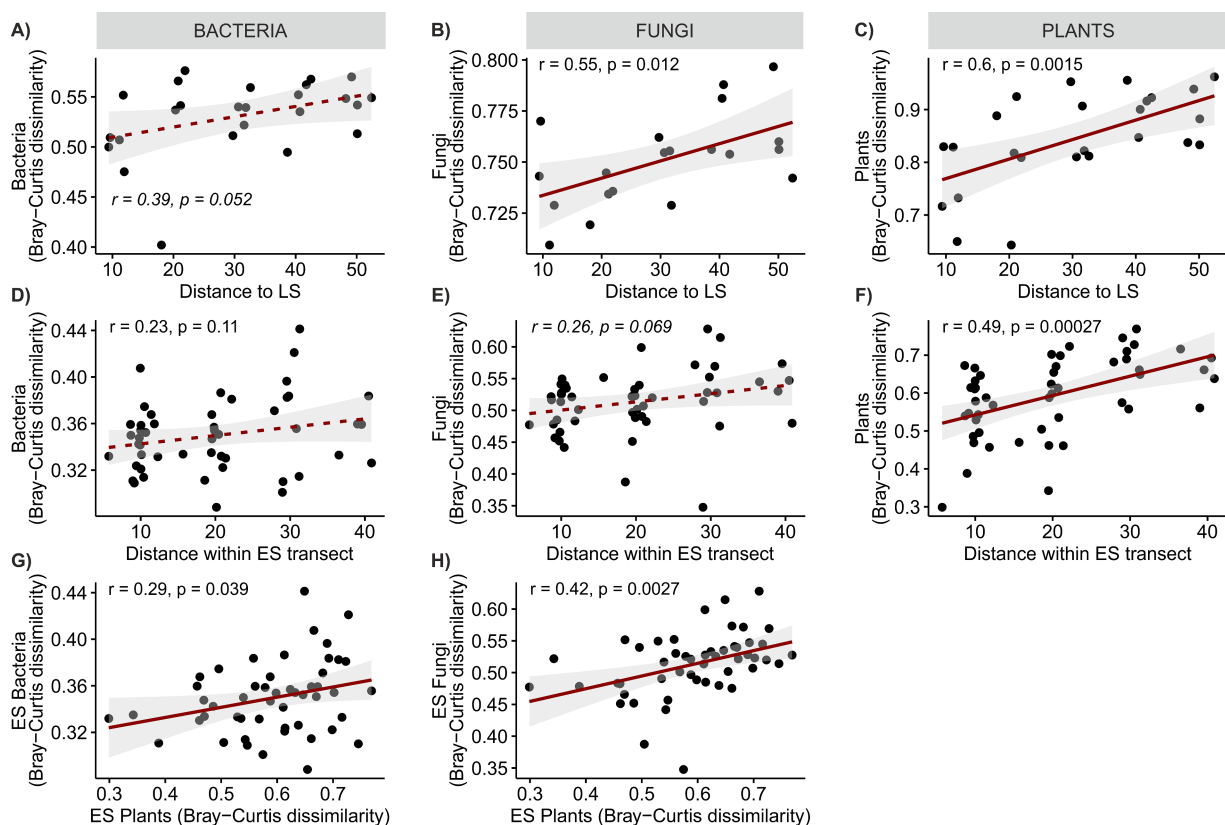 A)
BACTERIA
B)
FUNGI
C)
PLANTS
r = 0.39, p = 0.052
0.55
0.50
0.45
0.40
10 20 30 40 50
Distance to LS
Bacteria
(Bray−Curtis dissimilarity)
r = 0.55, p = 0.012
0.800
0.775
0.750
0.725
10 20 30 40 50
Distance to LS
Fungi
(Bray−Curtis dissimilarity)
r = 0.6, p = 0.0015
0.9
0.8
0.7
10 20 30 40 50
Distance to LS
Plants
(Bray−Curtis dissimilarity)
D)
r = 0.23, p = 0.11
0.44
0.40
0.36
0.32
10 20 30 40
Distance within ES transect
Bacteria
(Bray−Curtis dissimilarity)
E)
r = 0.26, p = 0.069
0.60
0.55
0.50
0.45
0.40
0.35
10 20 30 40
Distance within ES transect
Fungi
(Bray−Curtis dissimilarity)
F)
r = 0.49, p = 0.00027
0.7
0.6
0.5
0.4
0.3
10 20 30 40
Distance within ES transect
Plants
(Bray−Curtis dissimilarity)
G)
r = 0.29, p = 0.039
0.44
0.40
0.36
0.32
0.3 0.4 0.5 0.6 0.7
ES Plants (Bray−Curtis dissimilarity)
ES Bacteria
(Bray−Curtis dissimilarity)
H)
r = 0.42, p = 0.0027
0.60
0.55
0.50
0.45
0.40
0.35
0.3 0.4 0.5 0.6 0.7
ES Plants (Bray−Curtis dissimilarity)
ES Fungi
(Bray−Curtis dissimilarity)